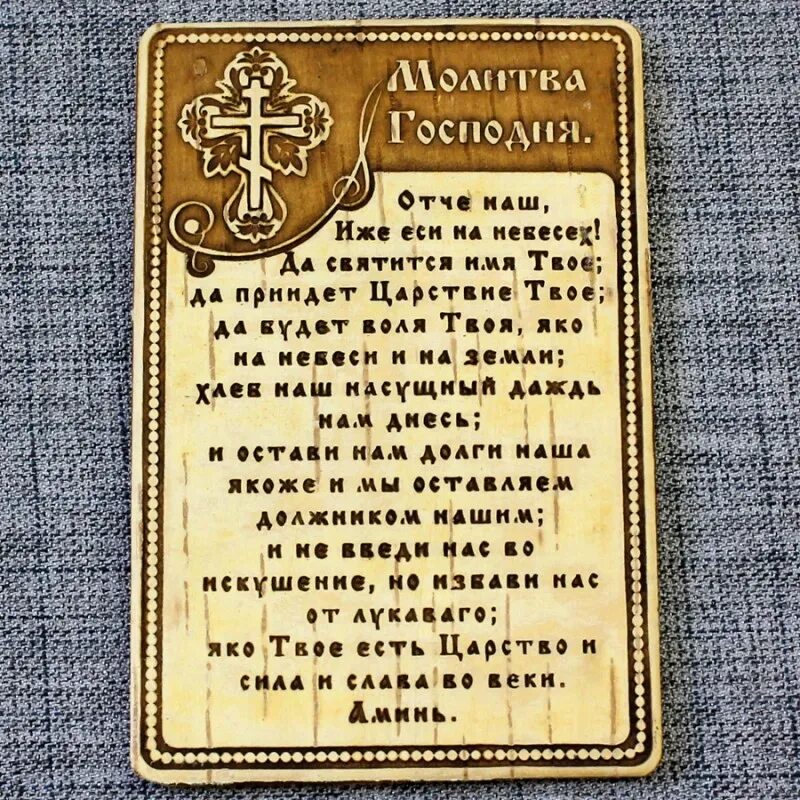 Молитва
Господня.
Отче наш,
Иже еси на небесех!
Да святится имя Твое;
да приидет Царствие Твое;
да будет воля Твоя, яко
на небеси и на земли;
хлеб наш насущный даждь
нам днесь;
и остави нам долги наша
якоже и мы оставляем
должником нашим;
и не введи нас во
искушение, но избави нас
от лукаваго;
яко Твое есть Царство и
сила и слава во веки.
Аминь.